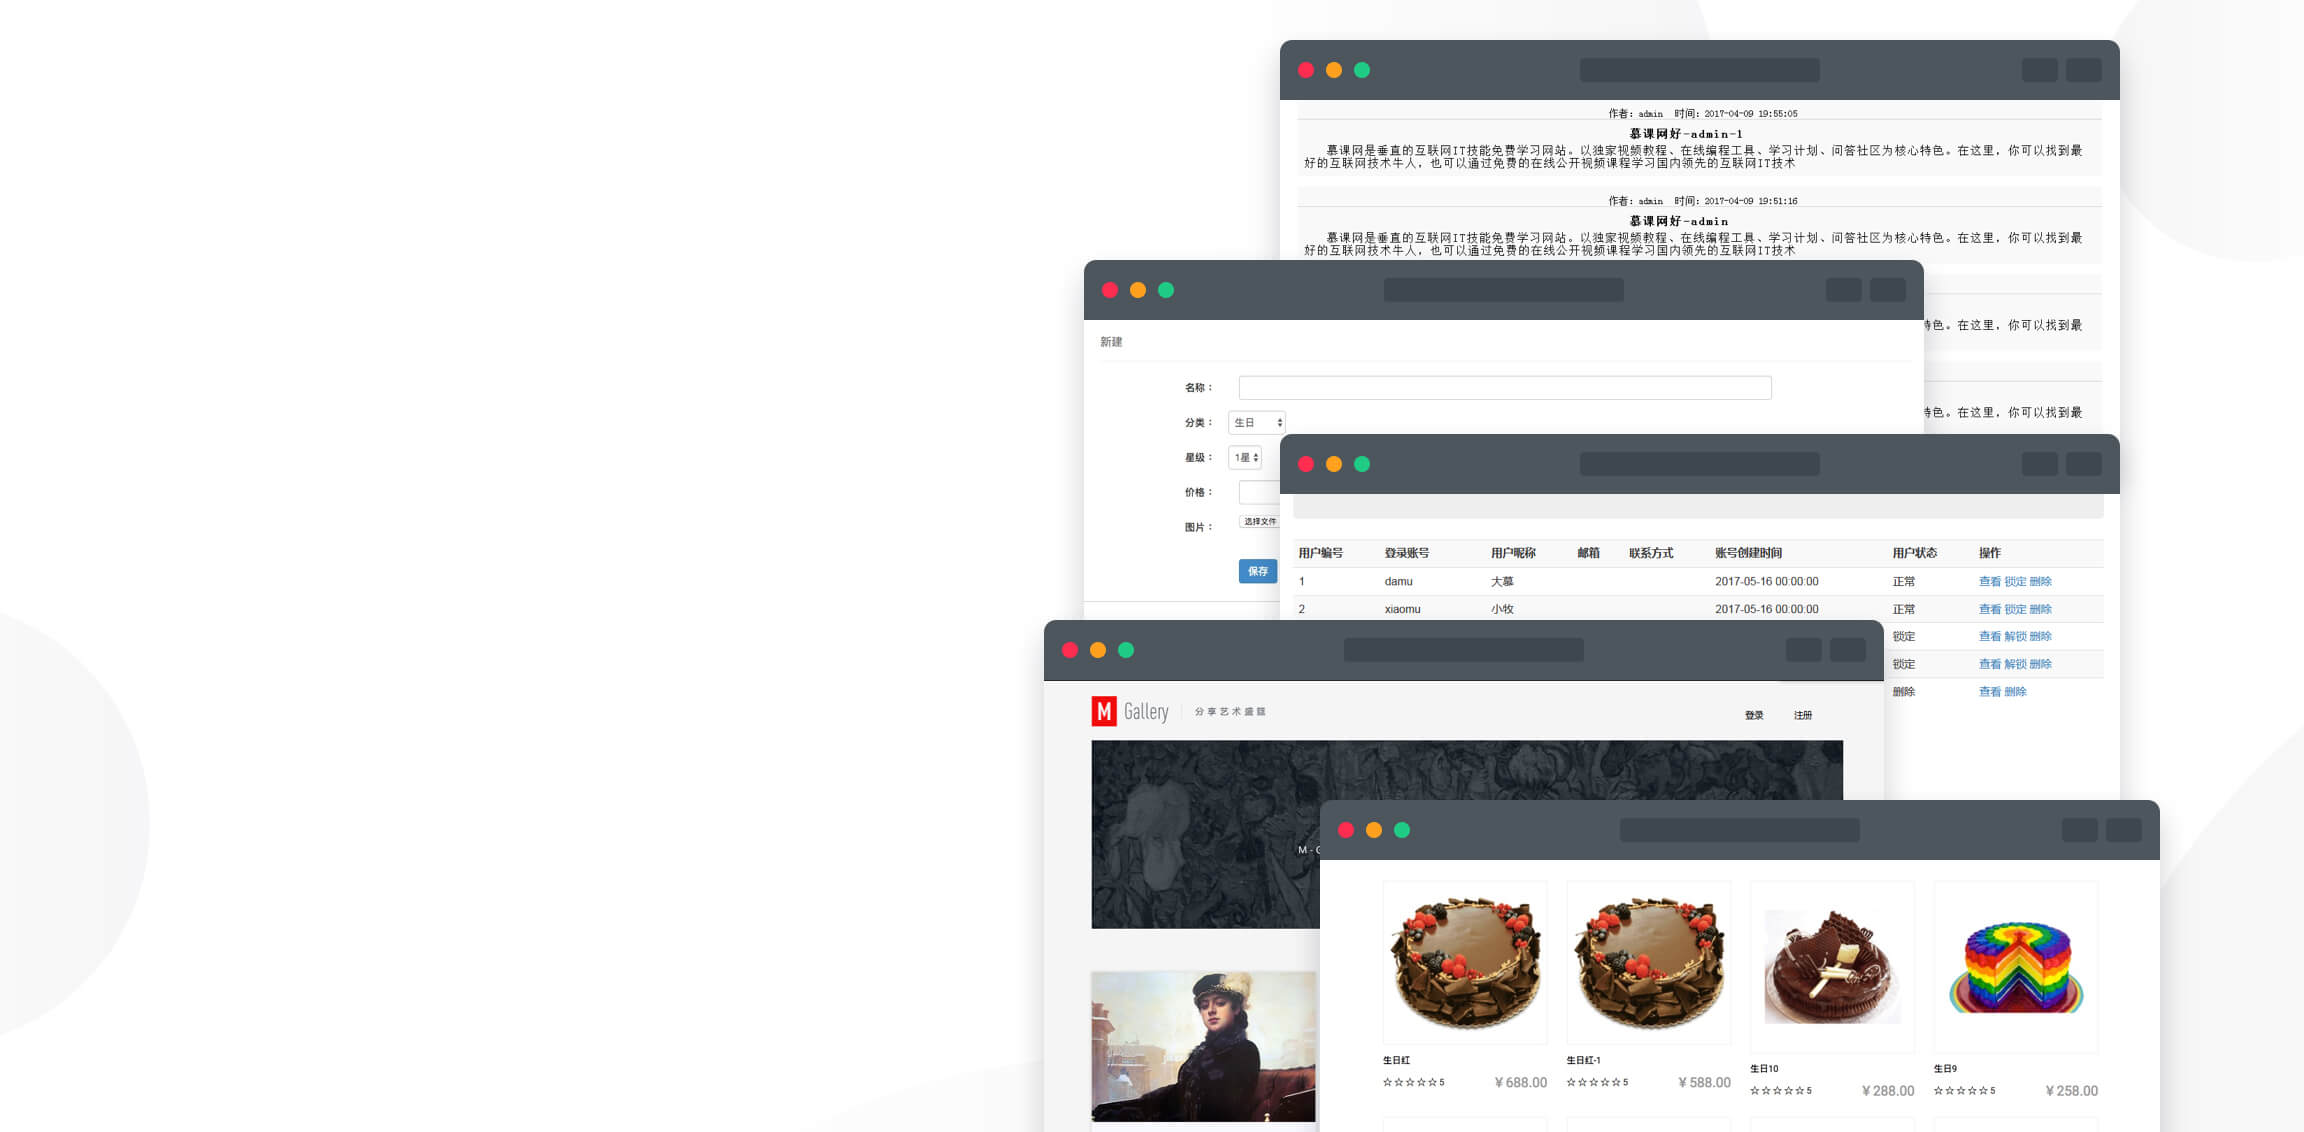 作者：admin 时间：2017-04-09 19:55:05
慕课网好-admin-1
慕课网是垂直的互联网IT技能免费学习网站。以独家视频教程、在线编程工具、学习计划、问答社区为核心特色。在这里，你可以找到最
好的互联网技术牛人，也可以通过免费的在线公开视频课程学习国内领先的互联网IT技术
作者：admin 时间：2017-04-09 19:51:16
慕课网好-admin
慕课网是垂直的互联网IT技能免费学习网站。以独家视频教程、在线编程工具、学习计划、问答社区为核心特色。在这里，你可以找到最
好的互联网技术牛人，也可以通过免费的在线公开视频课程学习国内领先的互联网IT技术
特色。在这里，你可以找到最
特色。在这里，你可以找到最
新建
名称：
分类： 生日
星级： 1星
价格：
图片： 选择文件
保存
用户编号 登录账号 用户昵称 邮箱 联系方式 账号创建时间 用户状态 操作
1 damu 大慕 2017-05-16 00:00:00 正常 查看 锁定 删除
2 xiaomu 小牧 2017-05-16 00:00:00 正常 查看 锁定 删除
锁定 查看 解锁 删除
锁定 查看 解锁 删除
删除 查看 删除
M Gallery 分享艺术盛筵 登录 注册
M - G
生日红 生日红-1 生日10 生日9
☆☆☆☆☆5 ¥688.00 ☆☆☆☆☆5 ¥588.00 ☆☆☆☆☆5 ¥288.00 ☆☆☆☆☆5 ¥258.00